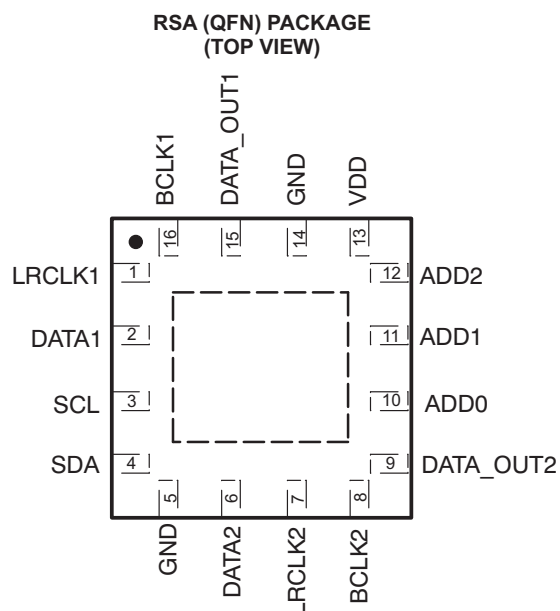 RSA (QFN) PACKAGE
(TOP VIEW)
BCLK1
DATA_OUT1
GND
VDD
16
15
14
13
LRCLK1
1
12
ADD2
DATA1
2
11
ADD1
SCL
3
10
ADD0
SDA
4
9
DATA_OUT2
5
6
7
8
GND
DATA2
LRCLK2
BCLK2